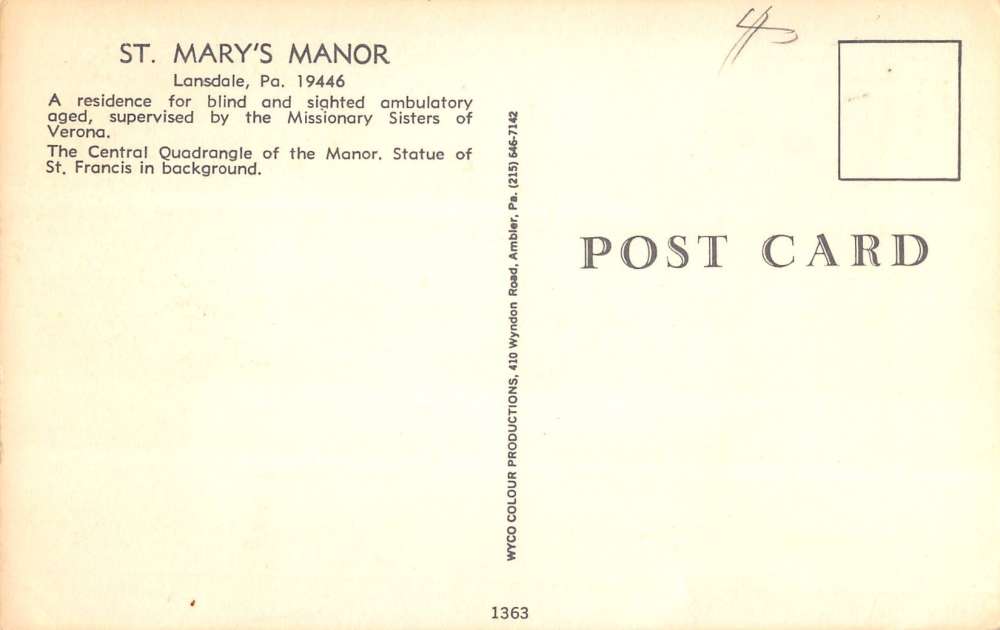 ST. MARY'S MANOR
Lansdale, Pa. 19446
A residence for blind and sighted ambulatory
aged, supervised by the Missionary Sisters of
Verona.
The Central Quadrangle of the Manor. Statue of
St. Francis in background.
WYCO COLOUR PRODUCTIONS, 410 Wyndon Road, Ambler, Pa. (215) 646-7142
POST CARD
1363